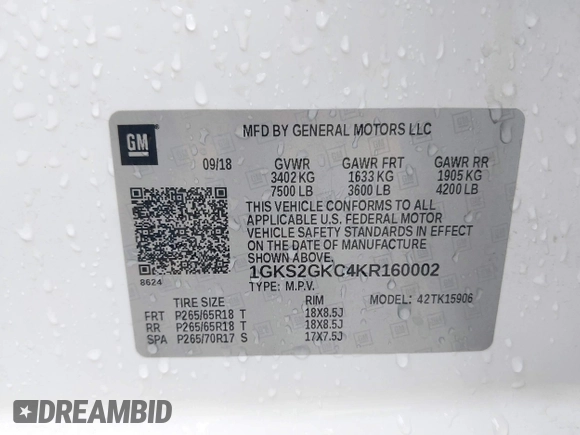 GM
MFD BY GENERAL MOTORS LLC
09/18 GVWR GAWR FRT GAWR RR
3402 KG 1633 KG 1905 KG
7500 LB 3600 LB 4200 LB
THIS VEHICLE CONFORMS TO ALL
APPLICABLE U.S. FEDERAL MOTOR
VEHICLE SAFETY STANDARDS IN EFFECT
ON THE DATE OF MANUFACTURE
SHOWN ABOVE.
1GKS2GKC4KR160002
8624
TYPE: M.P.V.
MODEL: 42TK15906
TIRE SIZE RIM
FRT P265/65R18 T 18X8.5J
RR P265/65R18 T 18X8.5J
SPA P265/70R17 S 17X7.5J
DREAMBID